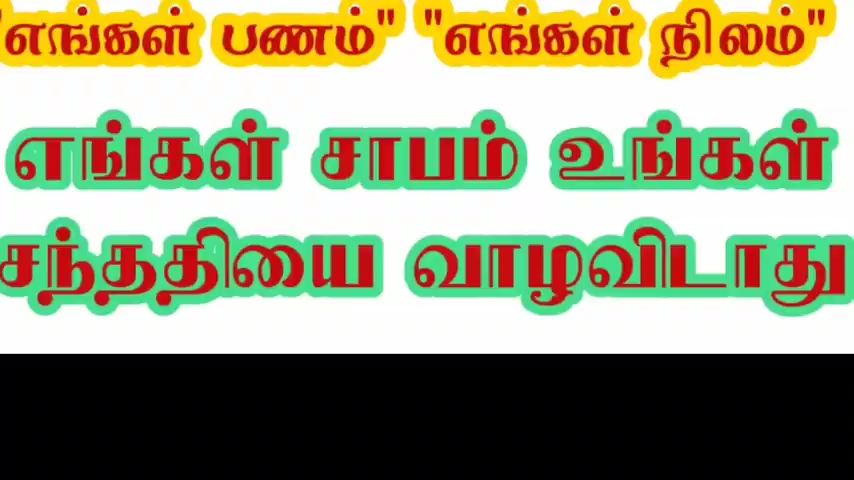 "எங்கள் பணம்" "எங்கள் நிலம்"
எங்கள் சாபம் உங்கள்
சந்ததியை வாழவிடாது